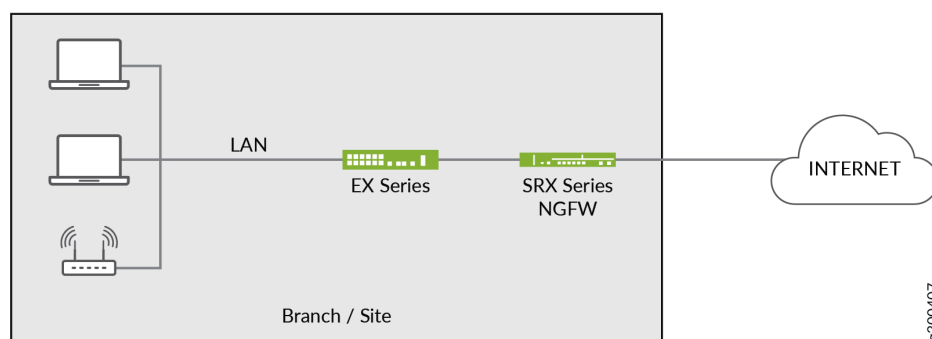 LAN
EX Series
SRX Series
NGFW
INTERNET
Branch / Site